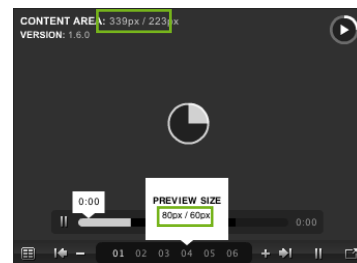 CONTENT AREA: 339px / 223px
VERSION: 1.6.0
0:00
PREVIEW SIZE
80px / 60px
0:00
01 02 03 04 05 06